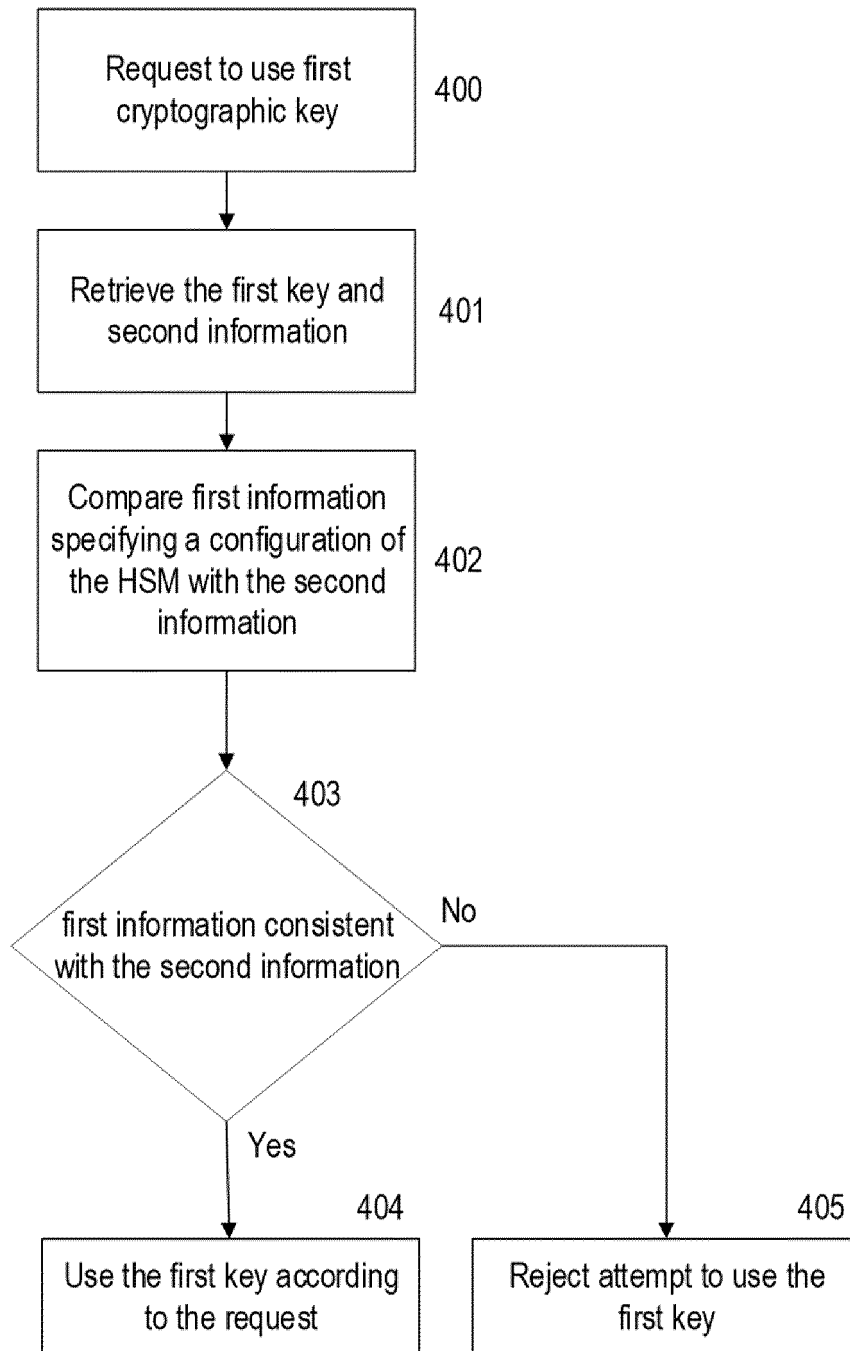 Request to use first
cryptographic key
400
Retrieve the first key and
second information
401
Compare first information
specifying a configuration of
the HSM with the second
information
402
403
first information consistent
with the second information
No
Yes
404
Use the first key according
to the request
405
Reject attempt to use the
first key